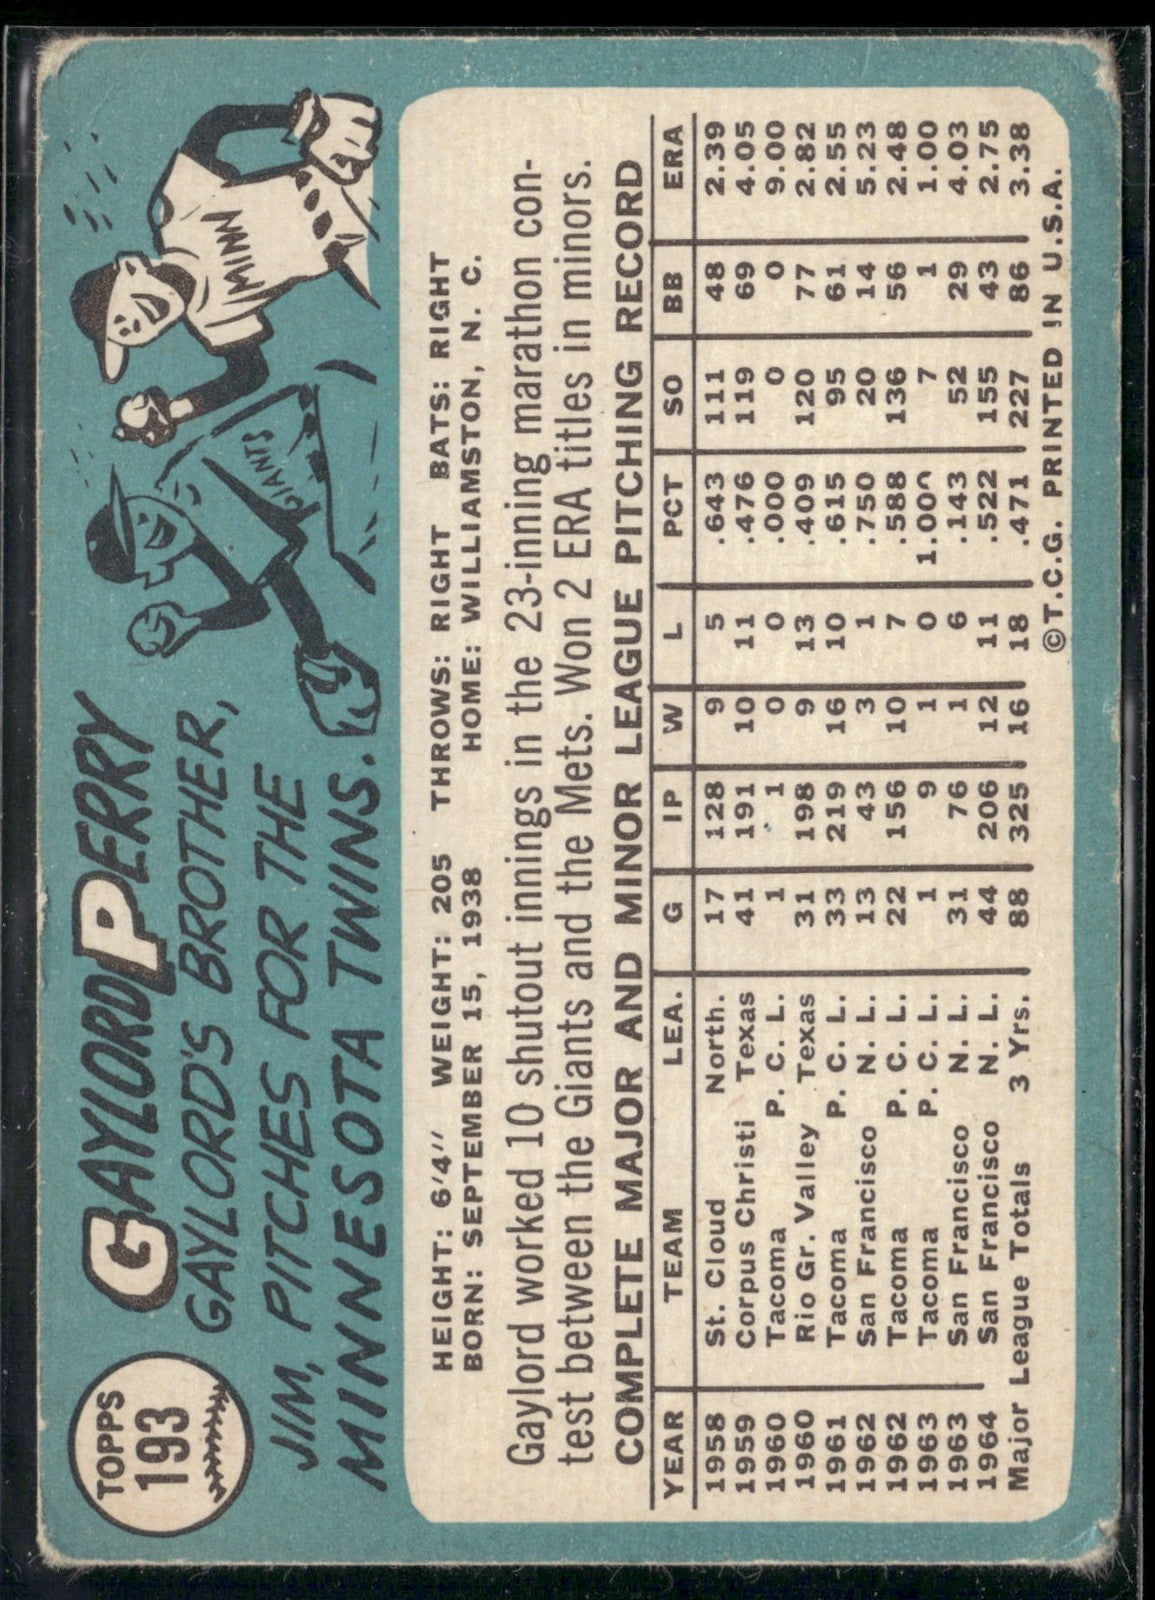 TOPPS
193
GAYLORD PERRY
GAYLORD'S BROTHER,
JIM, PITCHES FOR THE
MINNESOTA TWINS.
GIANTS
MINN
HEIGHT: 6'4" WEIGHT: 205 THROWS: RIGHT BATS: RIGHT
BORN: SEPTEMBER 15, 1938 HOME: WILLIAMSTON, N. C.
Gaylord worked 10 shutout innings in the 23-inning marathon con-
test between the Giants and the Mets. Won 2 ERA titles in minors.
COMPLETE MAJOR AND MINOR LEAGUE PITCHING RECORD
YEAR TEAM LEA. G IP W L PCT SO BB ERA
1958 St. Cloud North. 17 128 9 5 .643 111 48 2.39
1959 Corpus Christi Texas 41 191 10 11 .476 119 69 4.05
1960 Tacoma P. C. L. 1 1 0 0 .000 0 0 9.00
1960 Rio Gr. Valley Texas 31 198 9 13 .409 120 77 2.82
1961 Tacoma P. C. L. 33 219 16 10 .615 95 61 2.55
1962 San Francisco N. L. 13 43 3 1 .750 20 14 5.23
1962 Tacoma P. C. L. 22 156 10 7 .588 136 56 2.48
1963 Tacoma P. C. L. 1 9 1 0 1.000 7 1 1.00
1963 San Francisco N. L. 31 76 1 6 .143 52 29 4.03
1964 San Francisco N. L. 44 206 12 11 .522 155 43 2.75
Major League Totals 3 Yrs. 88 325 16 18 .471 227 86 3.38
©T.C.G. PRINTED IN U.S.A.